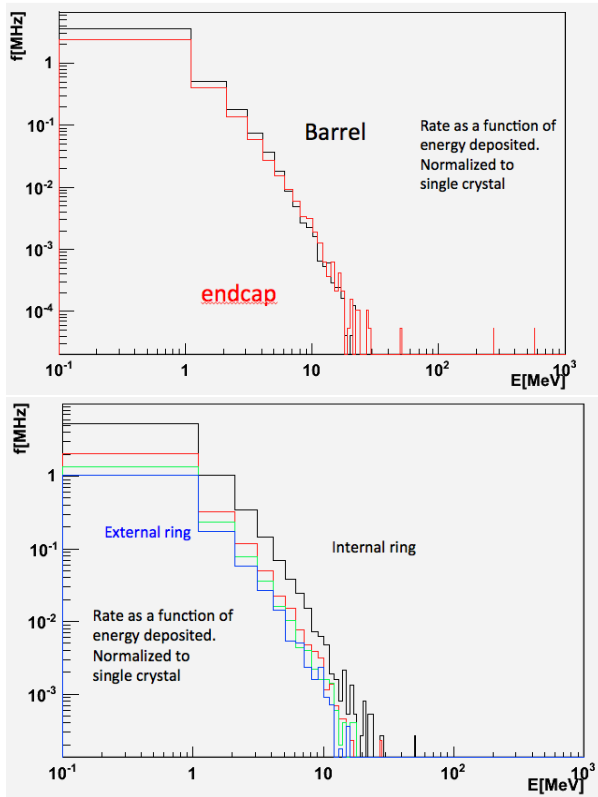 f[MHz]
1
10-1
10-2
10-3
10-4
Barrel
Rate as a function of
energy deposited.
Normalized to
single crystal
endcap
10-1
1
10
10²
10³
E[MeV]
f[MHz]
1
10-1
10-2
10-3
External ring
Internal ring
Rate as a function of
energy deposited.
Normalized to
single crystal
10-1
1
10
10²
10³
E[MeV]